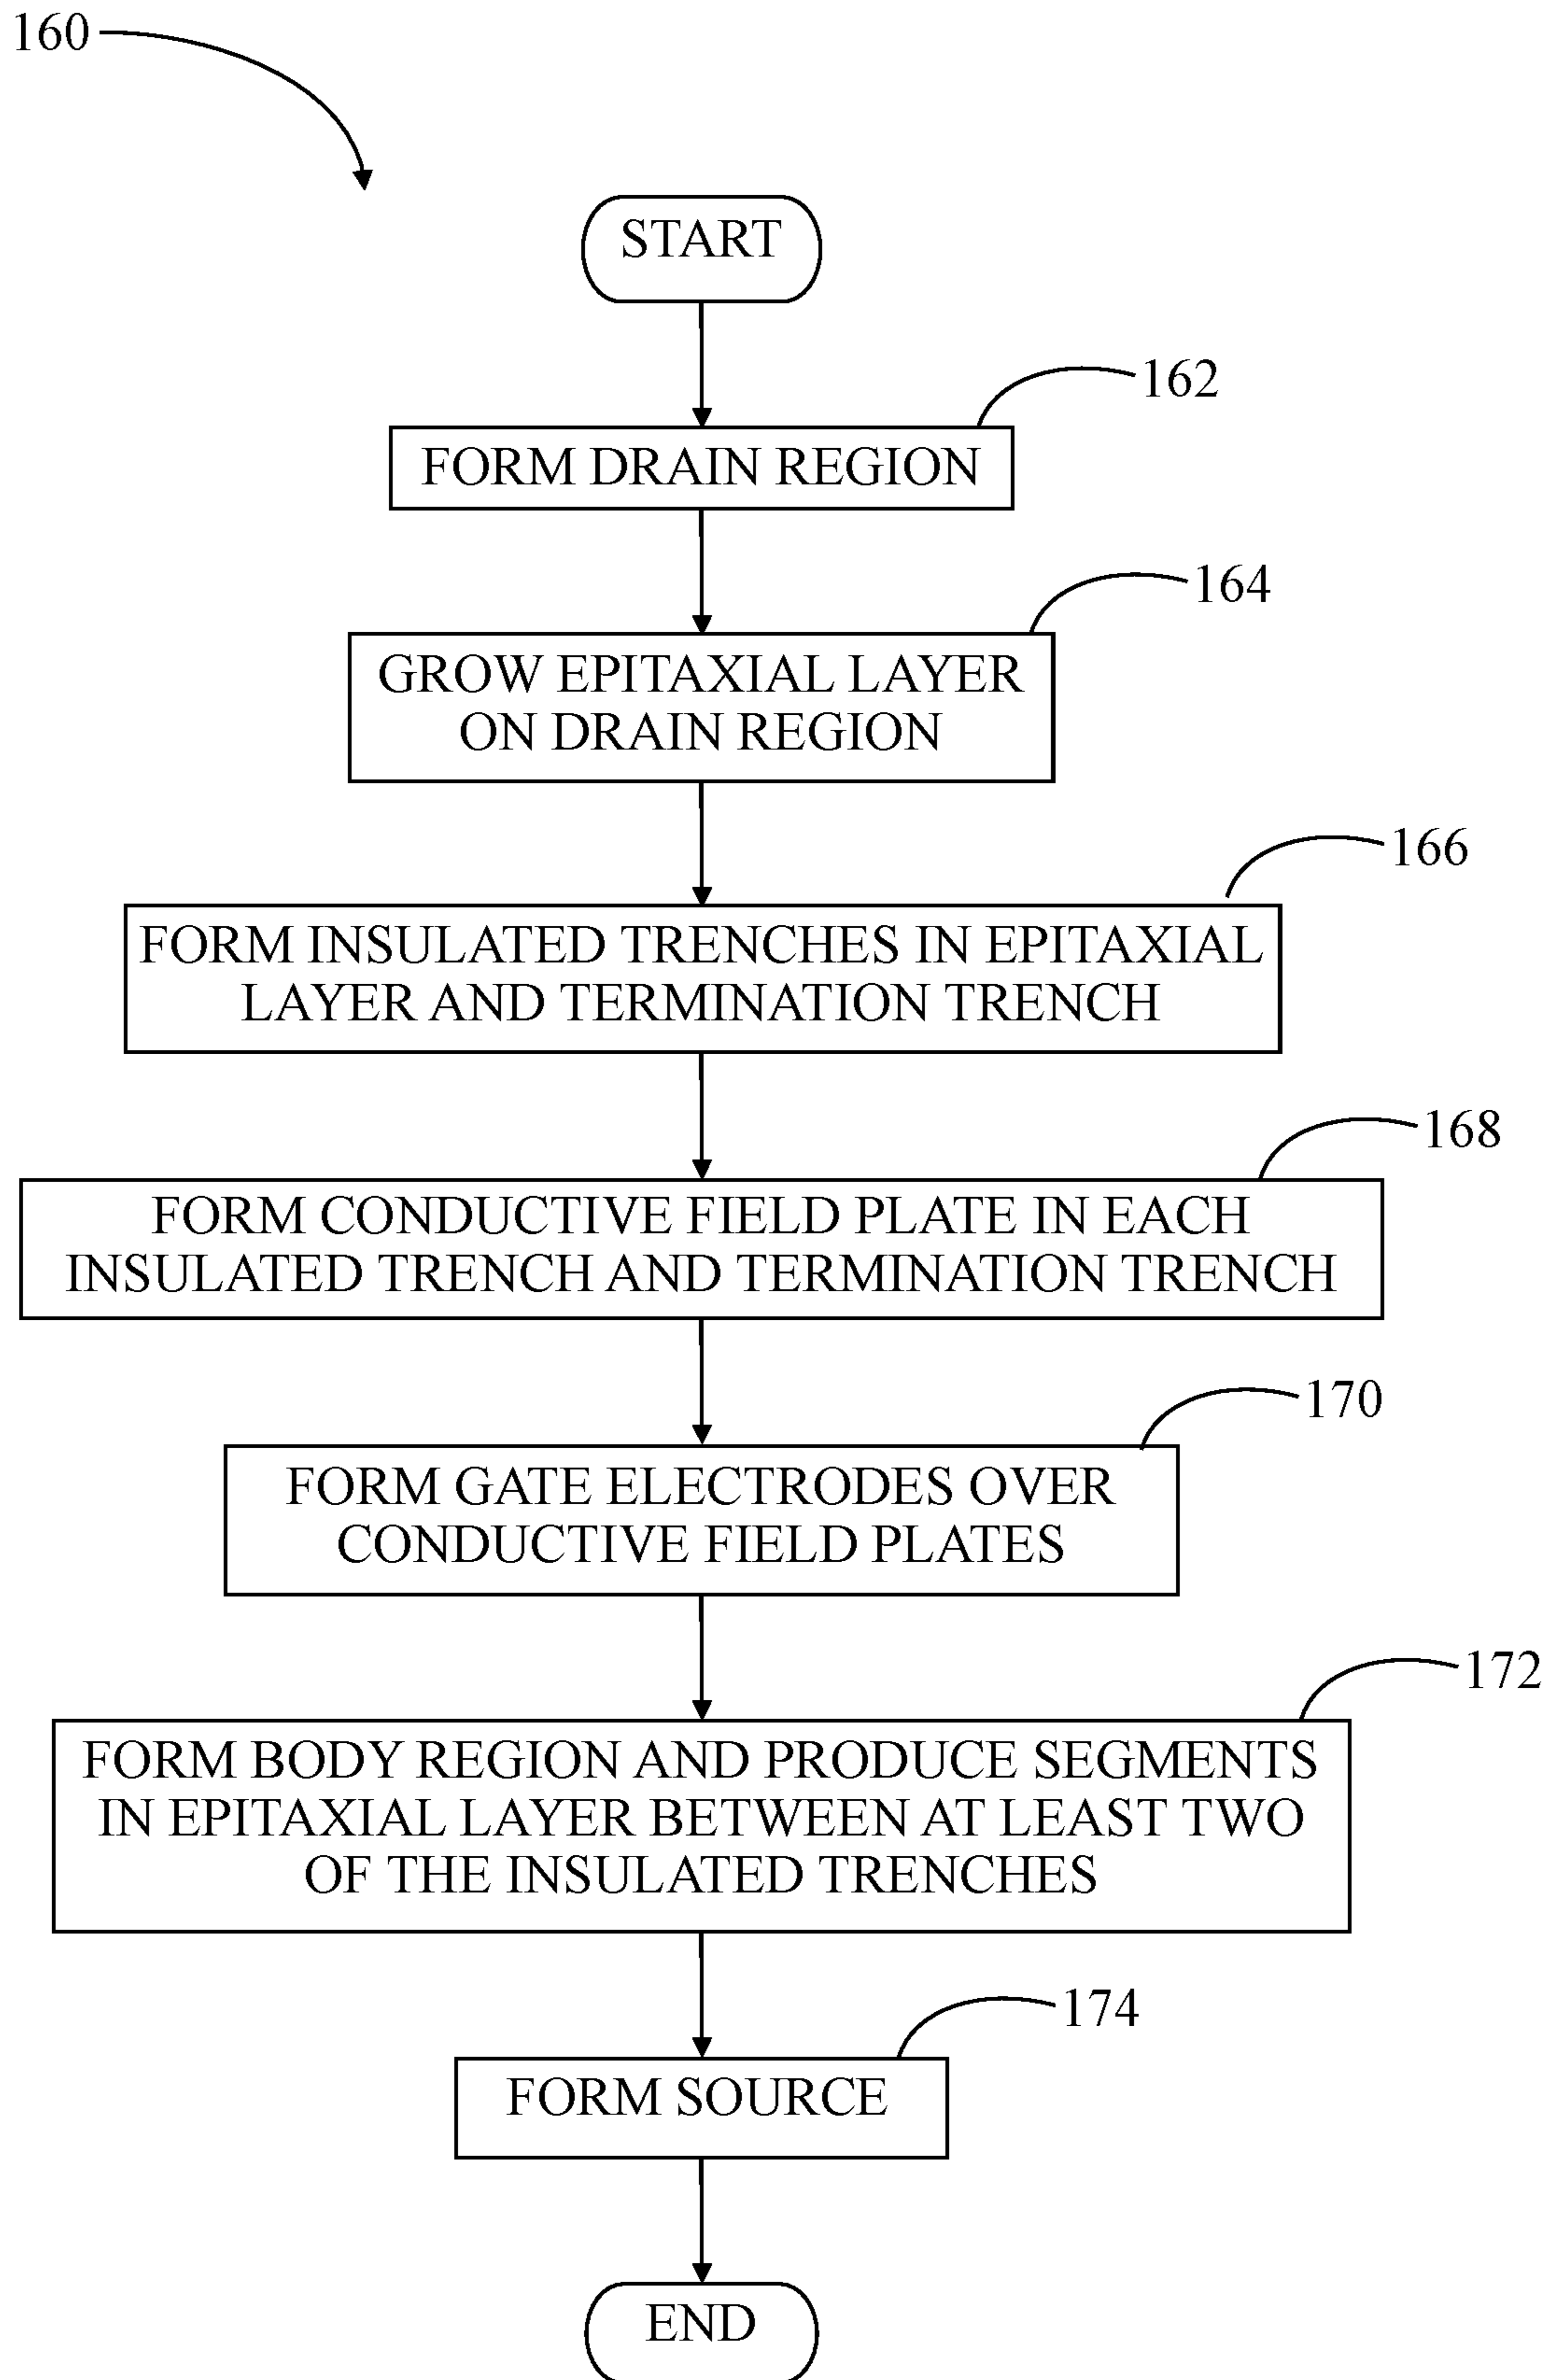 160
START
162
FORM DRAIN REGION
164
GROW EPITAXIAL LAYER
ON DRAIN REGION
166
FORM INSULATED TRENCHES IN EPITAXIAL
LAYER AND TERMINATION TRENCH
168
FORM CONDUCTIVE FIELD PLATE IN EACH
INSULATED TRENCH AND TERMINATION TRENCH
170
FORM GATE ELECTRODES OVER
CONDUCTIVE FIELD PLATES
172
FORM BODY REGION AND PRODUCE SEGMENTS
IN EPITAXIAL LAYER BETWEEN AT LEAST TWO
OF THE INSULATED TRENCHES
174
FORM SOURCE
END